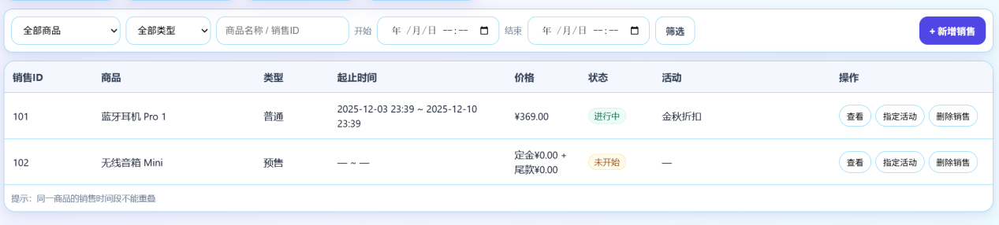 全部商品 全部类型 商品名称 / 销售ID 开始 年 /月/日 --:-- 结束 年 /月/日 --:-- 筛选 + 新增销售
销售ID 商品 类型 起止时间 价格 状态 活动 操作
101 蓝牙耳机 Pro 1 普通 2025-12-03 23:39 ~ 2025-12-10 ¥369.00 进行中 金秋折扣 查看 指定活动 删除销售
23:39
102 无线音箱 Mini 预售 — ~ — 定金¥0.00 + 未开始 — 查看 指定活动 删除销售
尾款¥0.00
提示：同一商品的销售时间段不能重叠